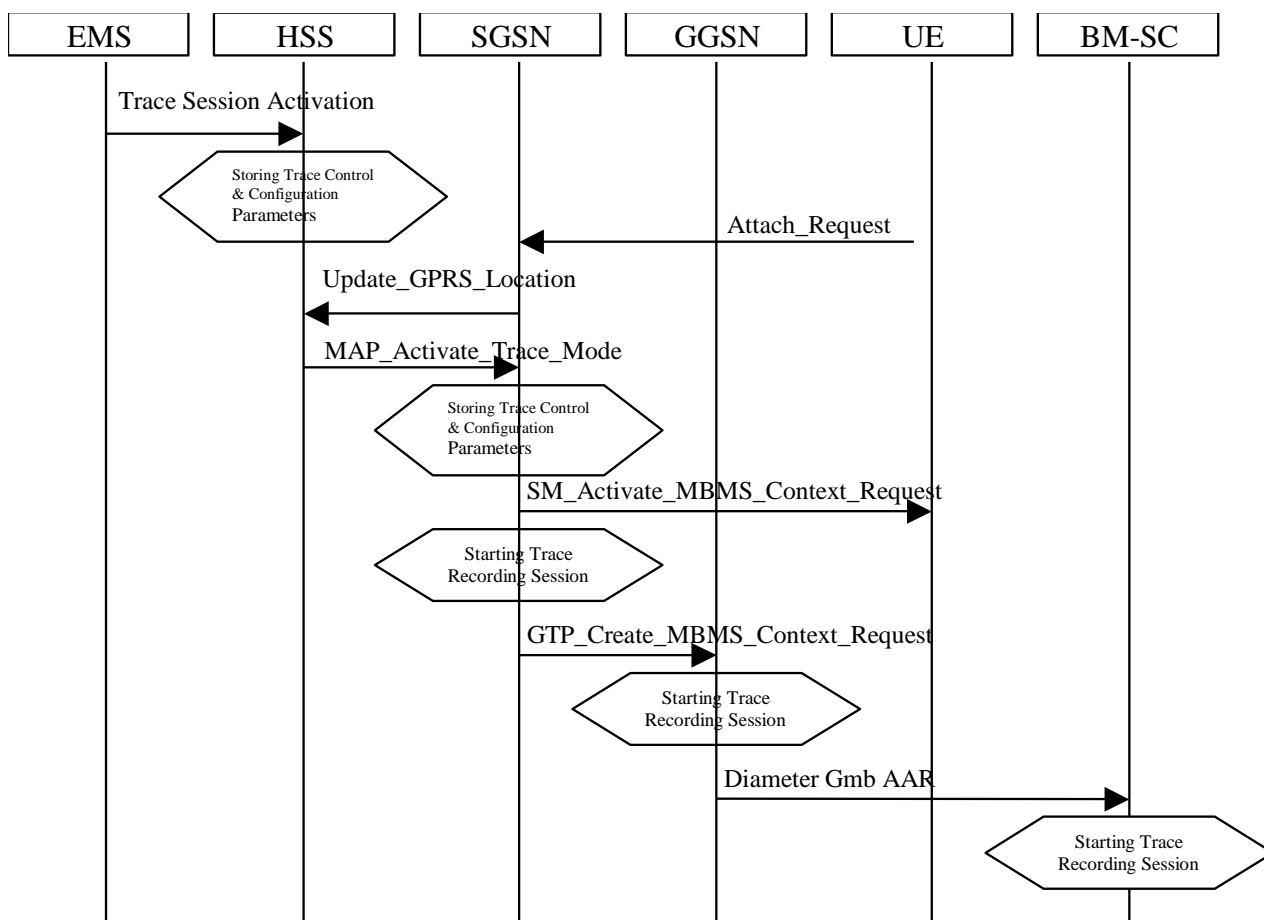 EMS HSS SGSN GGSN UE BM-SC
Trace Session Activation
Storing Trace Control
& Configuration
Parameters
Attach_Request
Update_GPRS_Location
MAP_Activate_Trace_Mode
Storing Trace Control
& Configuration
Parameters
SM_Activate_MBMS_Context_Request
Starting Trace
Recording Session
GTP_Create_MBMS_Context_Request
Starting Trace
Recording Session
Diameter Gmb AAR
Starting Trace
Recording Session